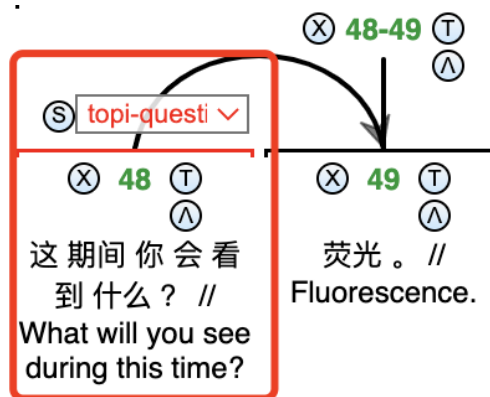 Ⓧ 48-49 Ⓣ
Ⓛ topi-questi
Ⓧ 48 Ⓣ
Ⓧ 49 Ⓣ
这 期间 你 会 看
到 什么 ? //
What will you see
during this time?
荧光 。 //
Fluorescence.